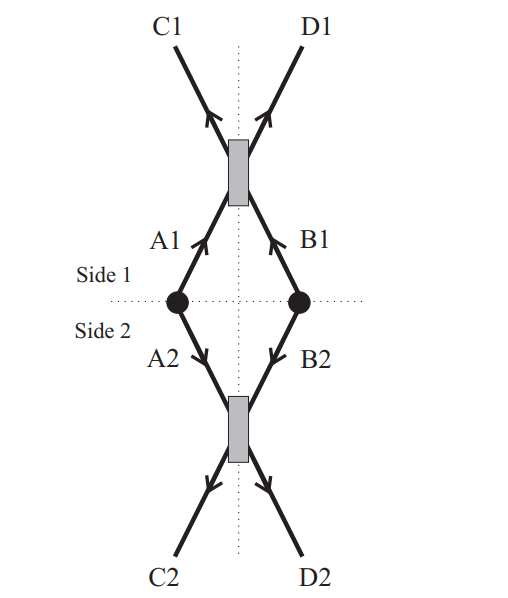 C1 D1
A1 B1
Side 1
Side 2
A2 B2
C2 D2